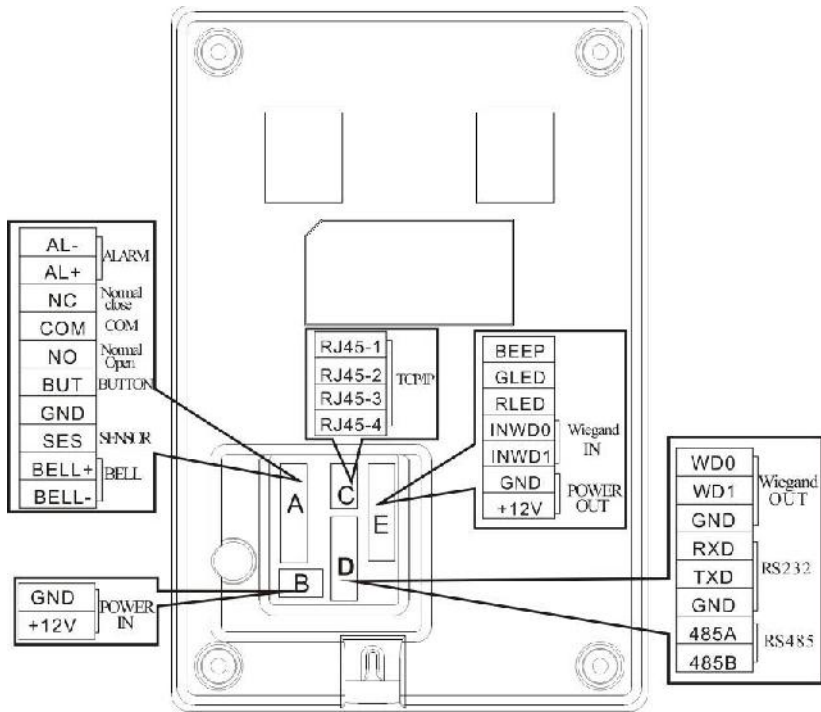 AL-
AL+
ALARM
NC Normal close
COM COM
NO Normal Open
BUT BUTTON
GND
SES SENSOR
BELL+
BELL-
BELL
RJ45-1
RJ45-2
RJ45-3
RJ45-4
TCP/IP
BEEP
GLED
RLED
INWD0
INWD1
Wiegand IN
GND
+12V
POWER OUT
WD0
WD1
GND
Wiegand OUT
RXD
TXD
GND
RS232
485A
485B
RS485
A
C
E
D
B
GND
+12V
POWER IN